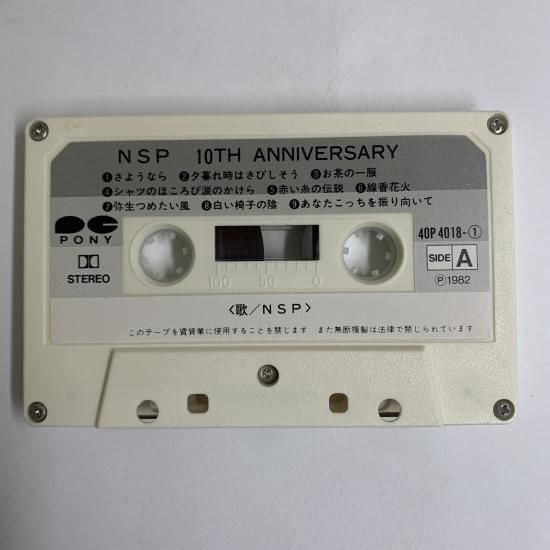 NSP 10TH ANNIVERSARY
❶さようなら ❷夕暮れ時はさびしそう ❸お茶の一服
❹シャツのほころび涙のかけら ❺赤い糸の伝説 ❻線香花火
❼弥生つめたい風 ❽白い椅子の陰 ❾あなたこっちを振り向いて
PONY
40P 4018-①
STEREO
SIDE A
Ⓟ1982
100 50 0
〈歌/NSP〉
このテープを賃貸業に使用することを禁じます また無断複製は法律で禁じられています